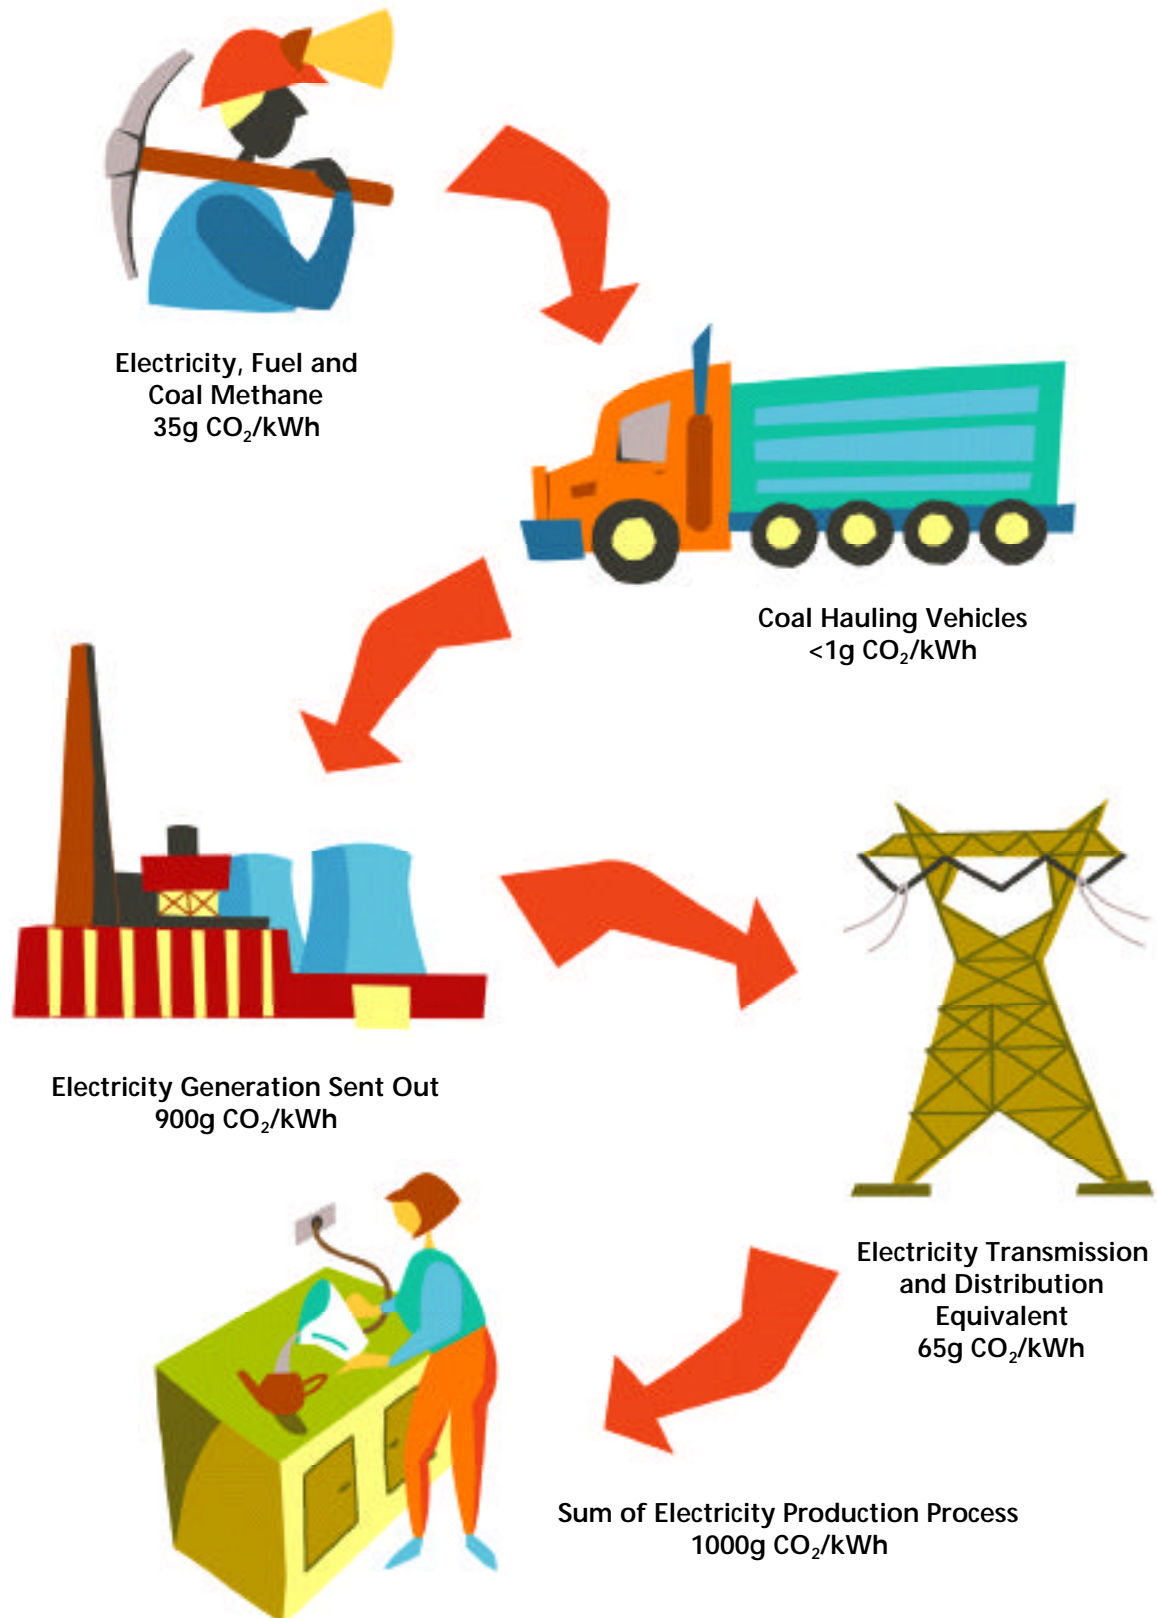 Electricity, Fuel and
Coal Methane
35g CO₂/kWh
Coal Hauling Vehicles
<1g CO₂/kWh
Electricity Generation Sent Out
900g CO₂/kWh
Electricity Transmission
and Distribution
Equivalent
65g CO₂/kWh
Sum of Electricity Production Process
1000g CO₂/kWh